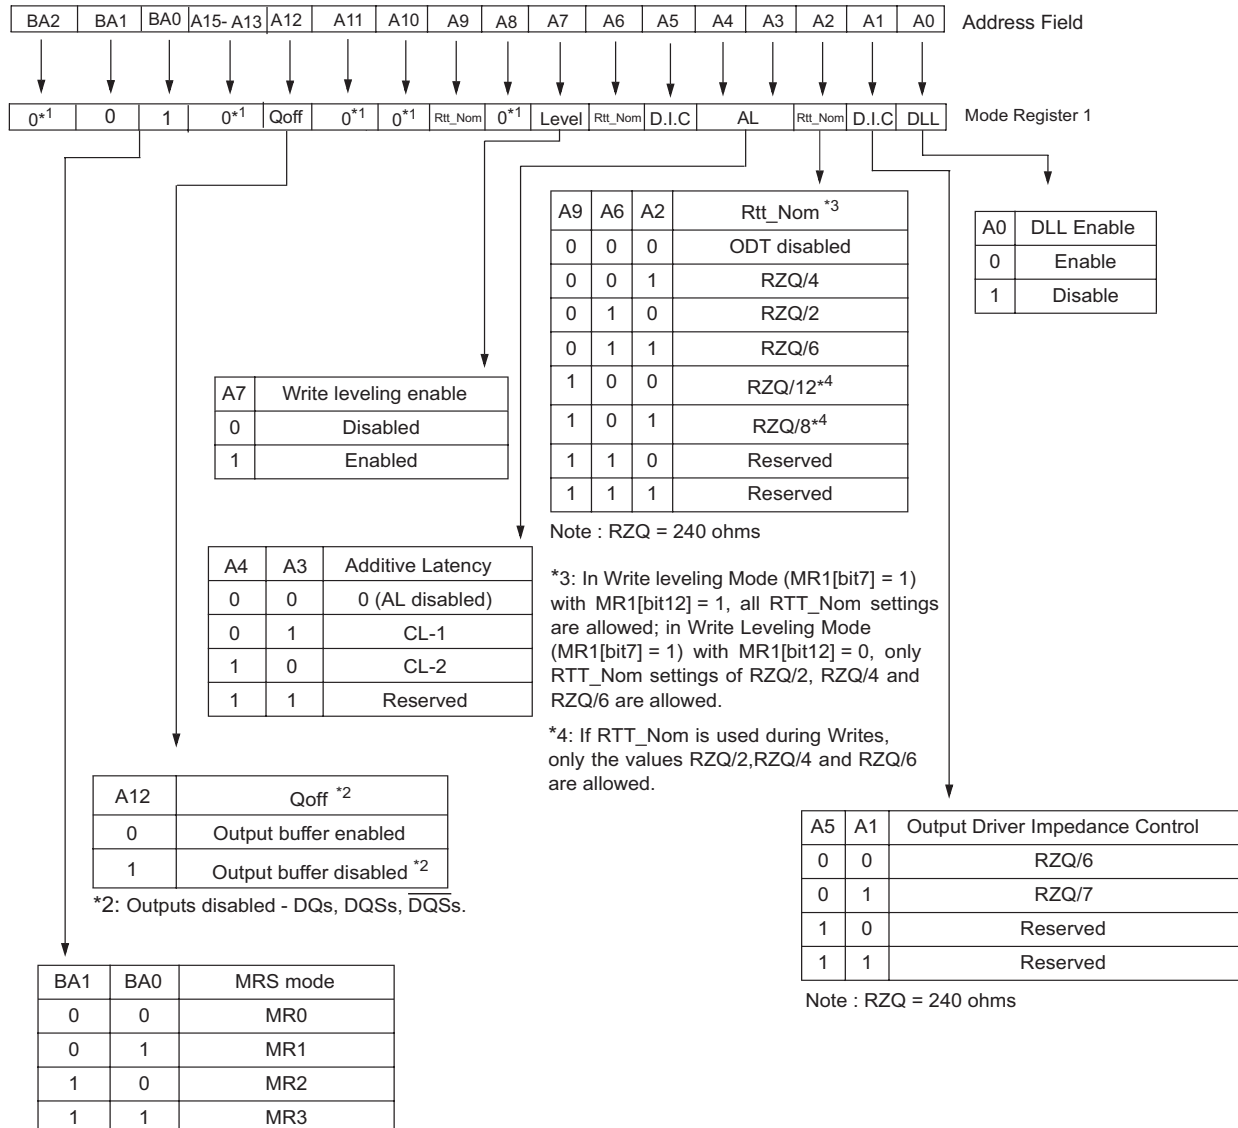 BA2 BA1 BA0 A15- A13 A12 A11 A10 A9 A8 A7 A6 A5 A4 A3 A2 A1 A0 Address Field
0*1 0 1 0*1 Qoff 0*1 0*1 Rtt_Nom 0*1 Level Rtt_Nom D.I.C AL Rtt_Nom D.I.C DLL Mode Register 1
A9 A6 A2 Rtt_Nom *3
0 0 0 ODT disabled
0 0 1 RZQ/4
0 1 0 RZQ/2
0 1 1 RZQ/6
1 0 0 RZQ/12*4
1 0 1 RZQ/8*4
1 1 0 Reserved
1 1 1 Reserved
Note : RZQ = 240 ohms
*3: In Write leveling Mode (MR1[bit7] = 1)
with MR1[bit12] = 1, all RTT_Nom settings
are allowed; in Write Leveling Mode
(MR1[bit7] = 1) with MR1[bit12] = 0, only
RTT_Nom settings of RZQ/2, RZQ/4 and
RZQ/6 are allowed.
*4: If RTT_Nom is used during Writes,
only the values RZQ/2,RZQ/4 and RZQ/6
are allowed.
A0 DLL Enable
0 Enable
1 Disable
A7 Write leveling enable
0 Disabled
1 Enabled
A4 A3 Additive Latency
0 0 0 (AL disabled)
0 1 CL-1
1 0 CL-2
1 1 Reserved
A12 Qoff *2
0 Output buffer enabled
1 Output buffer disabled *2
*2: Outputs disabled - DQs, DQSs, D̅Q̅S̅s.
A5 A1 Output Driver Impedance Control
0 0 RZQ/6
0 1 RZQ/7
1 0 Reserved
1 1 Reserved
Note : RZQ = 240 ohms
BA1 BA0 MRS mode
0 0 MR0
0 1 MR1
1 0 MR2
1 1 MR3